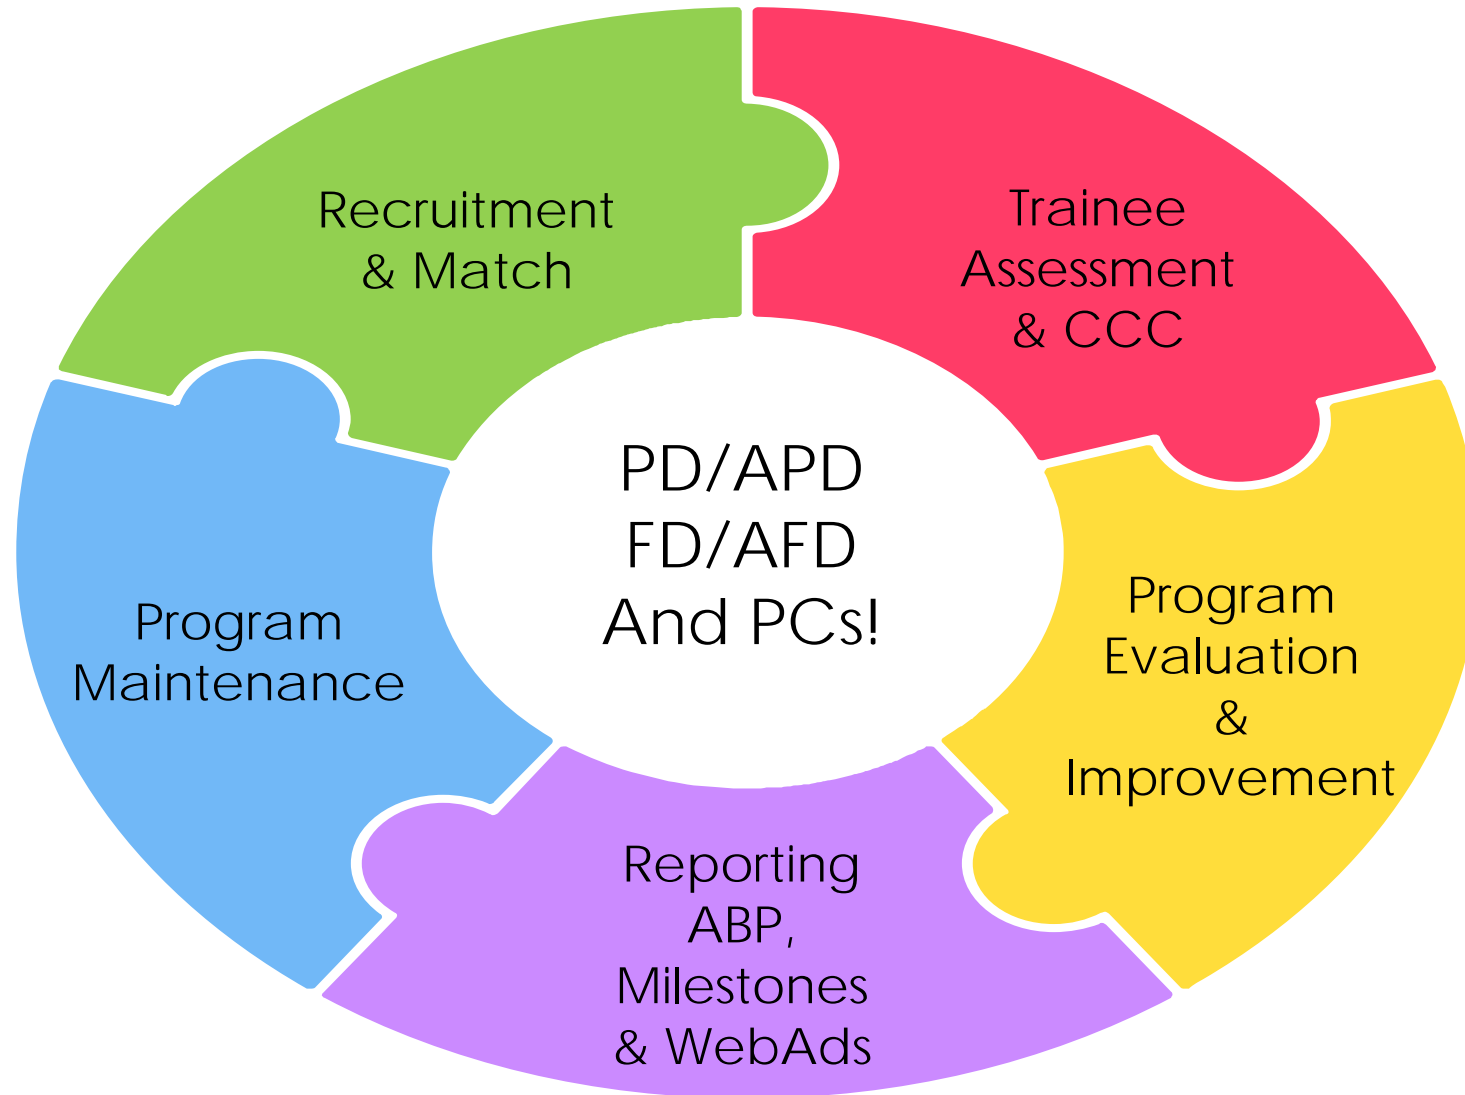 Recruitment
& Match
Trainee
Assessment
& CCC
PD/APD
FD/AFD
And PCs!
Program
Evaluation
&
Improvement
Program
Maintenance
Reporting
ABP,
Milestones
& WebAds